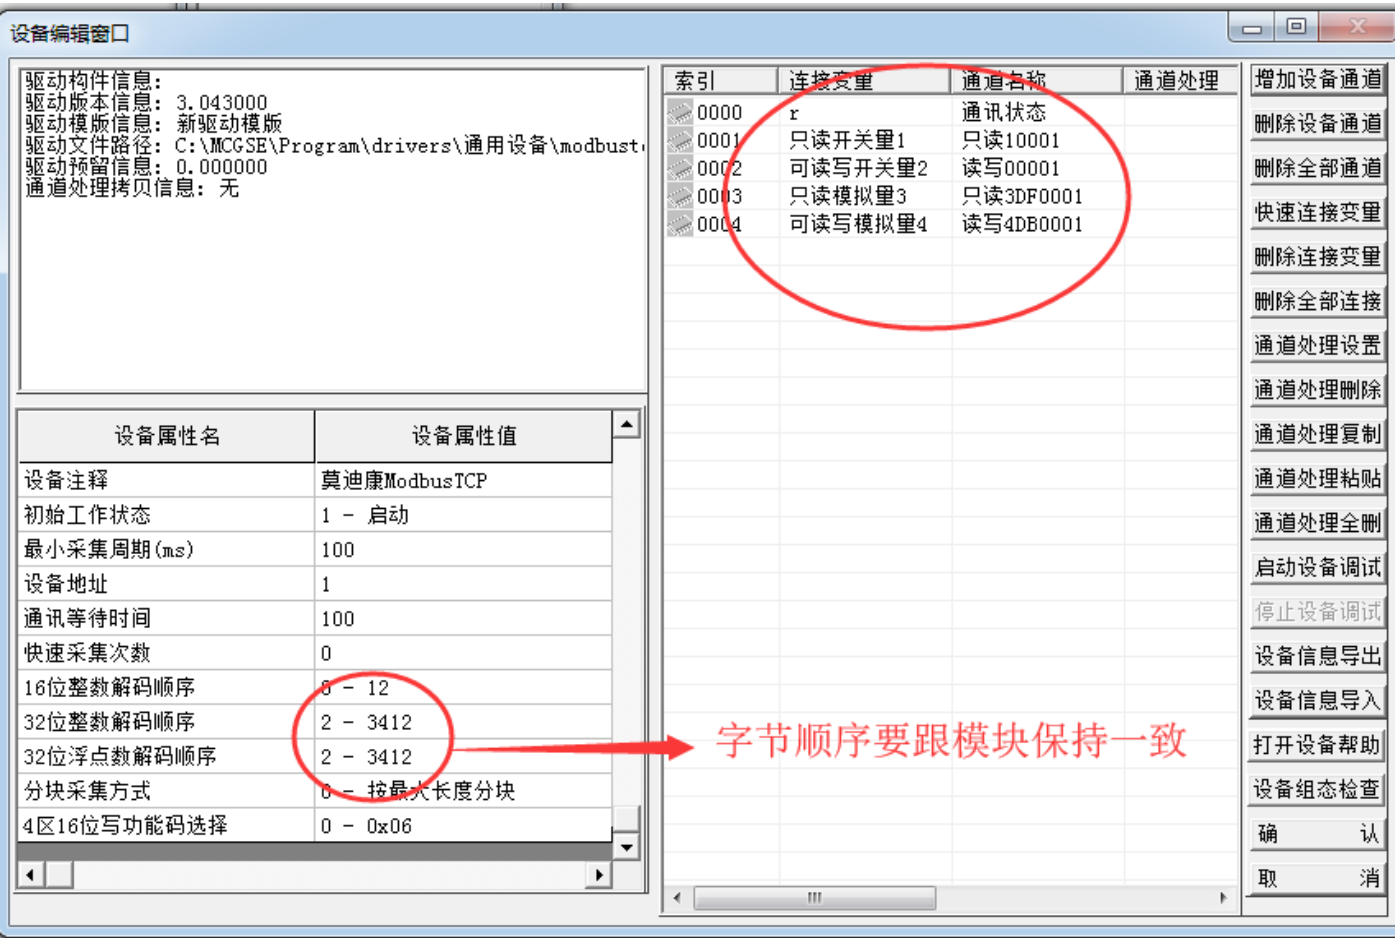 设备编辑窗口
驱动构件信息:
驱动版本信息: 3.043000
驱动模版信息: 新驱动模版
驱动文件路径: C:\MCGSE\Program\drivers\通用设备\modbust
驱动预留信息: 0.000000
通道处理拷贝信息: 无
索引 连接变量 通道名称 通道处理
0000 r 通讯状态
0001 只读开关量1 只读10001
0002 可读写开关量2 读写00001
0003 只读模拟量3 只读3DF0001
0004 可读写模拟量4 读写4DB0001
设备属性名 设备属性值
设备注释 莫迪康ModbusTCP
初始工作状态 1 - 启动
最小采集周期(ms) 100
设备地址 1
通讯等待时间 100
快速采集次数 0
16位整数解码顺序 0 - 12
32位整数解码顺序 2 - 3412
32位浮点数解码顺序 2 - 3412
分块采集方式 0 - 按最大长度分块
4区16位写功能码选择 0 - 0x06
字节顺序要跟模块保持一致
增加设备通道
删除设备通道
删除全部通道
快速连接变量
删除连接变量
删除全部连接
通道处理设置
通道处理删除
通道处理复制
通道处理粘贴
通道处理全删
启动设备调试
停止设备调试
设备信息导出
设备信息导入
打开设备帮助
设备组态检查
确 认
取 消